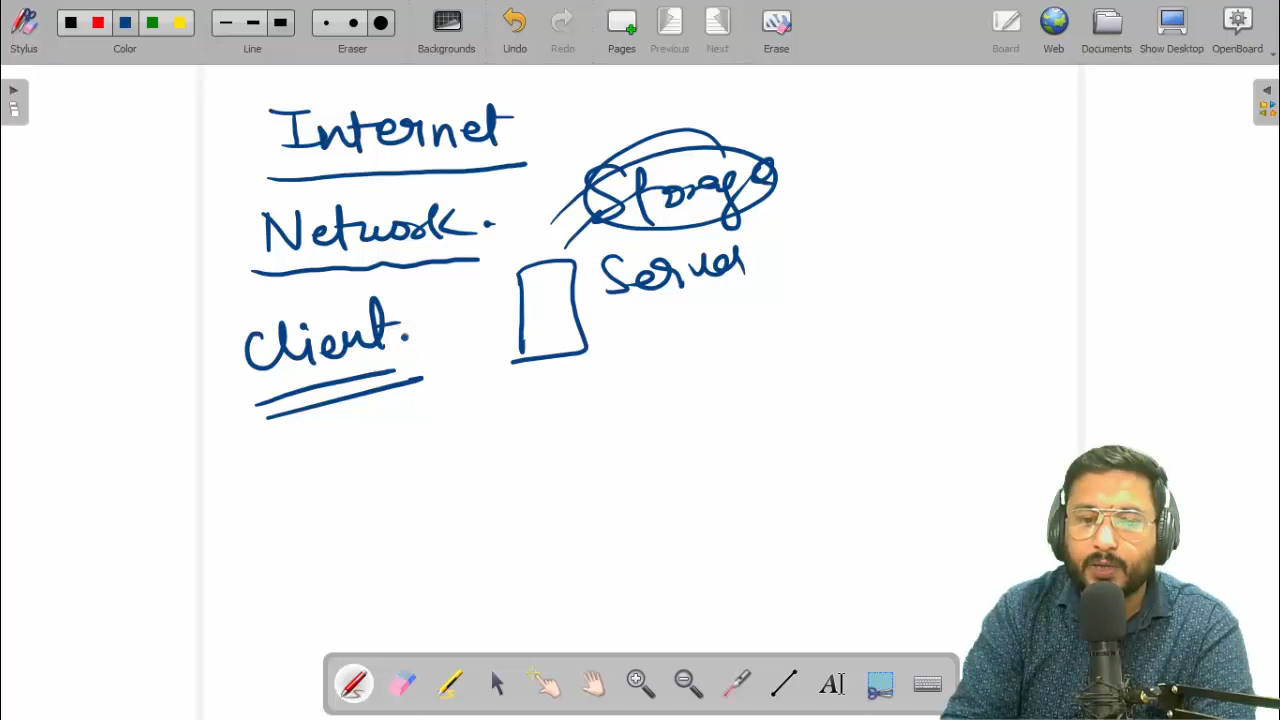 Stylus
Color
Line
Eraser
Backgrounds
Undo
Redo
Pages
Previous
Next
Erase
Board
Web
Documents
Show Desktop
OpenBoard
Internet
Storage
Network.
Server
Client.
AI